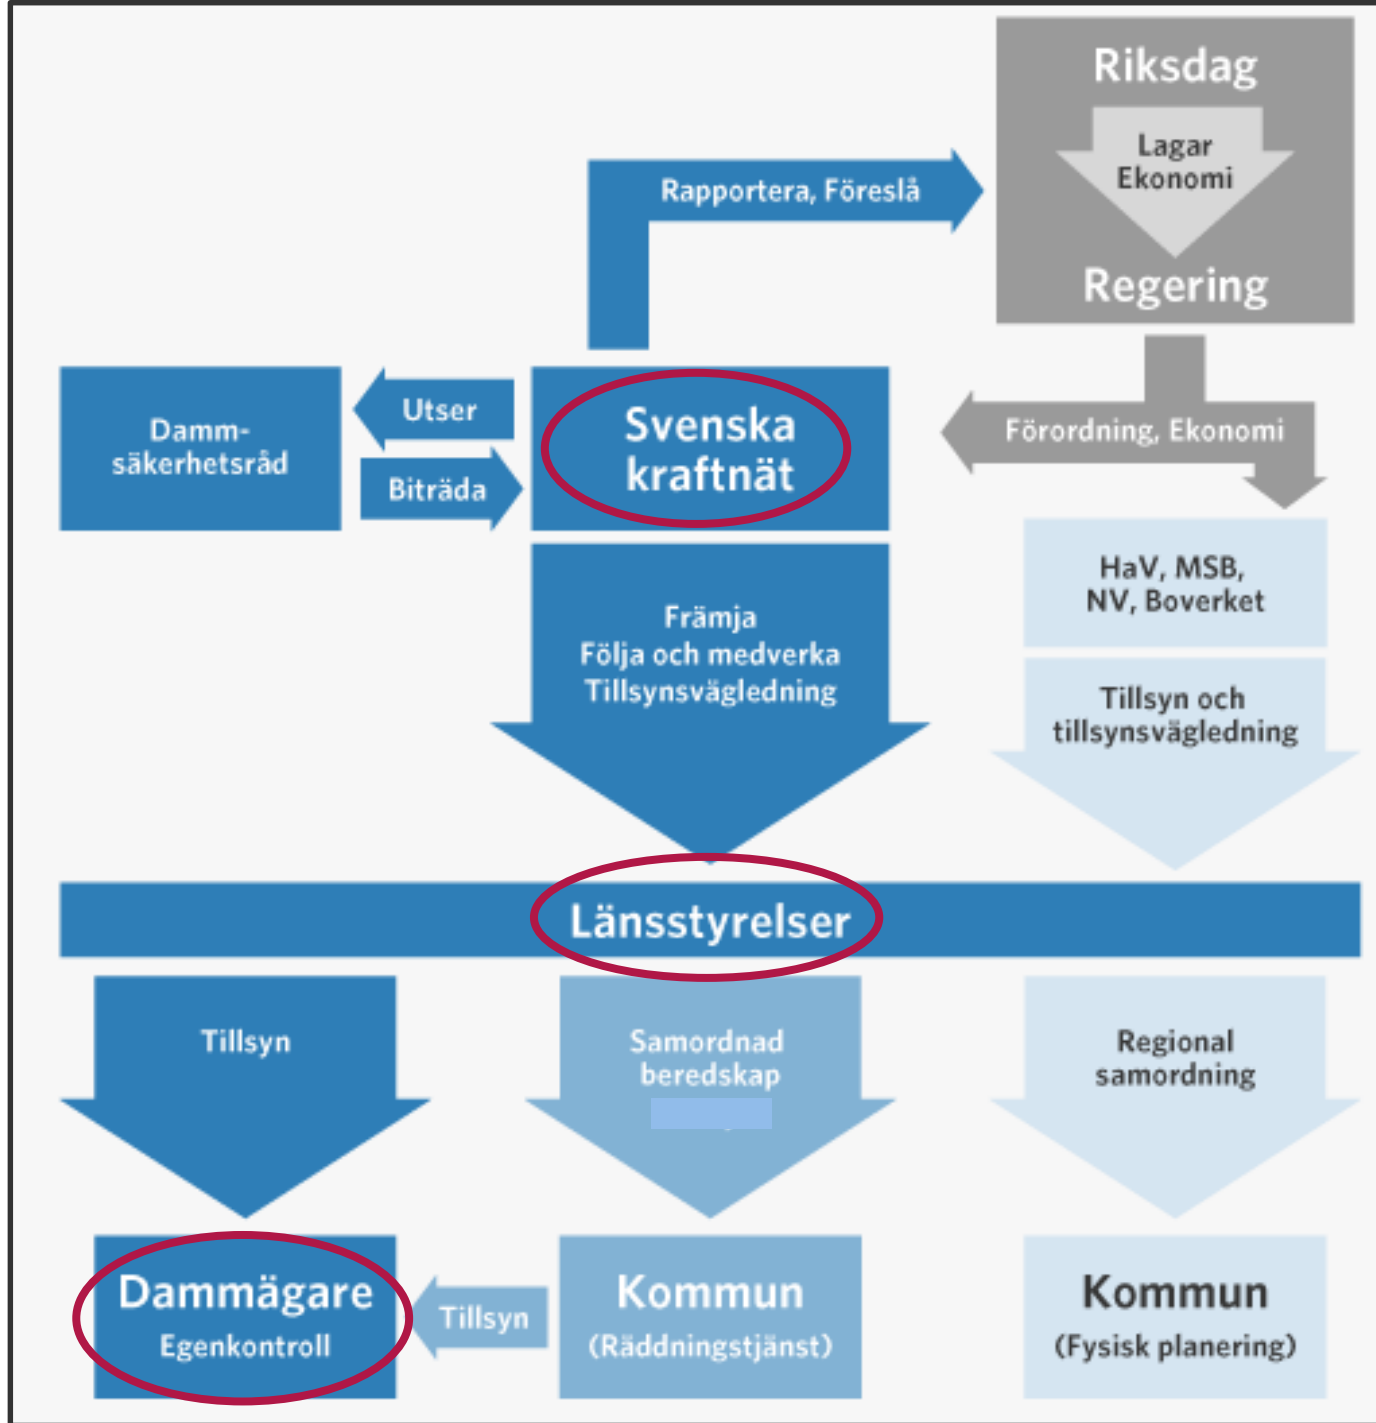 Riksdag
Lagar
Ekonomi
Regering
Rapportera, Föreslå
Damm-
säkerhetsråd
Utser
Biträda
Svenska
kraftnät
Förordning, Ekonomi
HaV, MSB,
NV, Boverket
Främja
Följa och medverka
Tillsynsvägledning
Tillsyn och
tillsynsvägledning
Länsstyrelser
Tillsyn
Samordnad
beredskap
Regional
samordning
Dammägare
Egenkontroll
Tillsyn
Kommun
(Räddningstjänst)
Kommun
(Fysisk planering)